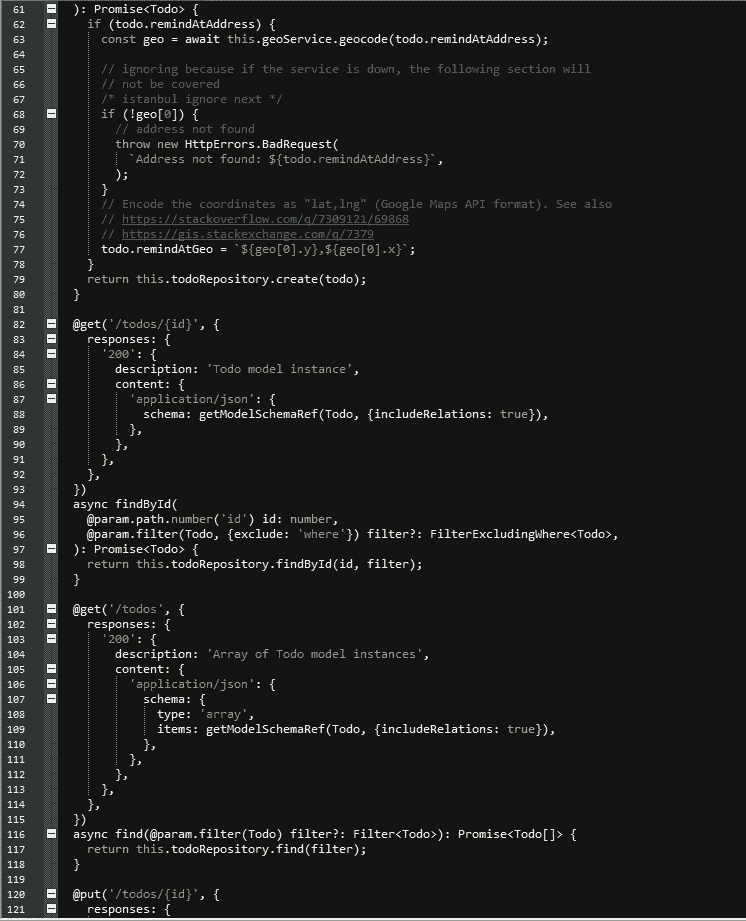 61 ): Promise<Todo> {
62 if (todo.remindAtAddress) {
63 const geo = await this.geoService.geocode(todo.remindAtAddress);
64
65 // ignoring because if the service is down, the following section will
66 // not be covered
67 /* istanbul ignore next */
68 if (!geo[0]) {
69 // address not found
70 throw new HttpErrors.BadRequest(
71 `Address not found: ${todo.remindAtAddress}`,
72 );
73 }
74 // Encode the coordinates as "lat,lng" (Google Maps API format). See also
75 // https://stackoverflow.com/q/7309121/69868
76 // https://gis.stackexchange.com/q/7379
77 todo.remindAtGeo = `${geo[0].y},${geo[0].x}`;
78 }
79 return this.todoRepository.create(todo);
80 }
81
82 @get('/todos/{id}', {
83 responses: {
84 '200': {
85 description: 'Todo model instance',
86 content: {
87 'application/json': {
88 schema: getModelSchemaRef(Todo, {includeRelations: true}),
89 },
90 },
91 },
92 },
93 })
94 async findById(
95 @param.path.number('id') id: number,
96 @param.filter(Todo, {exclude: 'where'}) filter?: FilterExcludingWhere<Todo>,
97 ): Promise<Todo> {
98 return this.todoRepository.findById(id, filter);
99 }
100
101 @get('/todos', {
102 responses: {
103 '200': {
104 description: 'Array of Todo model instances',
105 content: {
106 'application/json': {
107 schema: {
108 type: 'array',
109 items: getModelSchemaRef(Todo, {includeRelations: true}),
110 },
111 },
112 },
113 },
114 },
115 })
116 async find(@param.filter(Todo) filter?: Filter<Todo>): Promise<Todo[]> {
117 return this.todoRepository.find(filter);
118 }
119
120 @put('/todos/{id}', {
121 responses: {